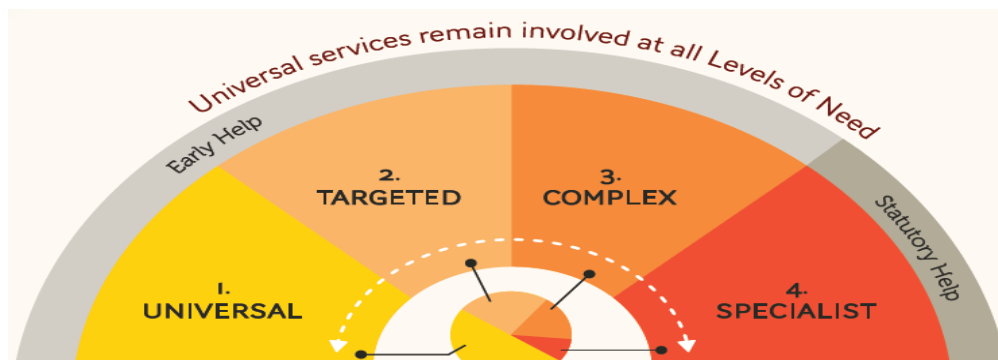 Universal services remain involved at all Levels of Need
Early Help
2.
TARGETED
3.
COMPLEX
Statutory Help
1.
UNIVERSAL
4.
SPECIALIST